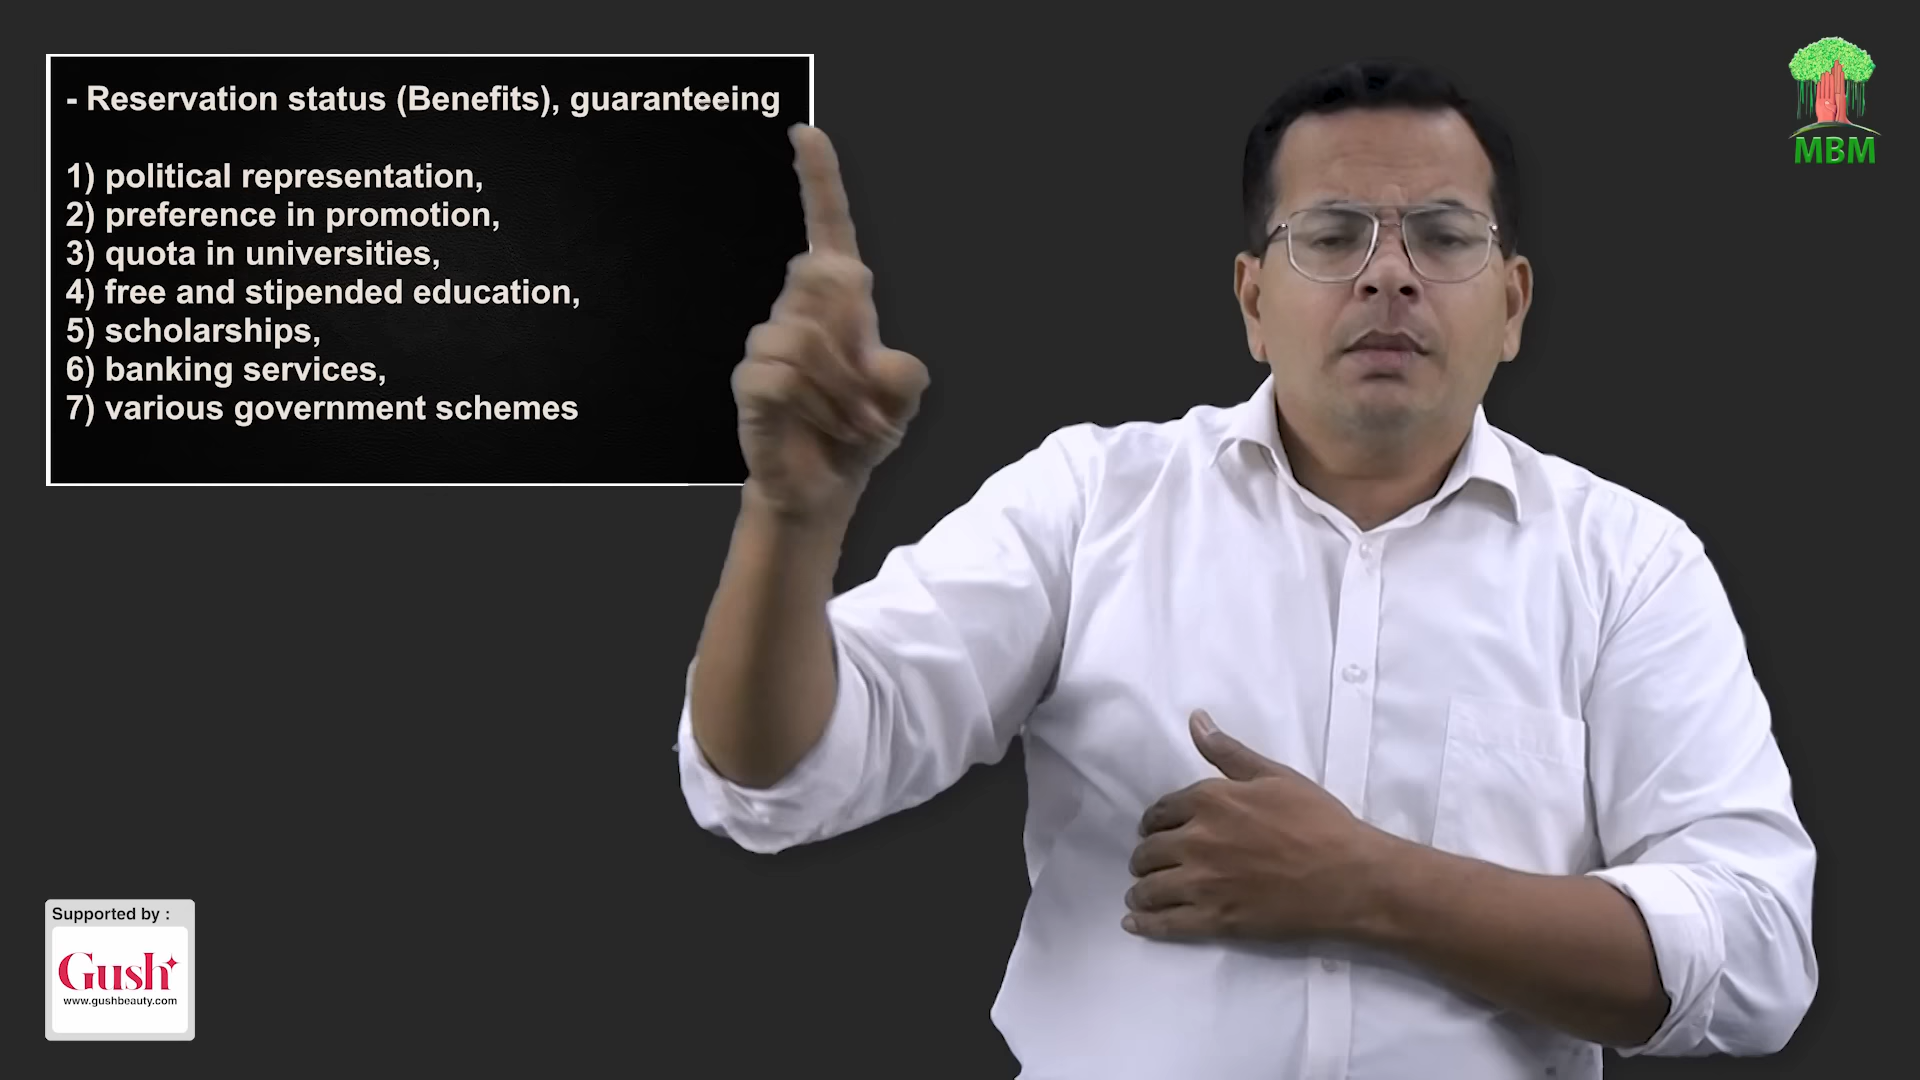 - Reservation status (Benefits), guaranteeing
1) political representation,
2) preference in promotion,
3) quota in universities,
4) free and stipended education,
5) scholarships,
6) banking services,
7) various government schemes
MBM
Supported by :
Gush
www.gushbeauty.com